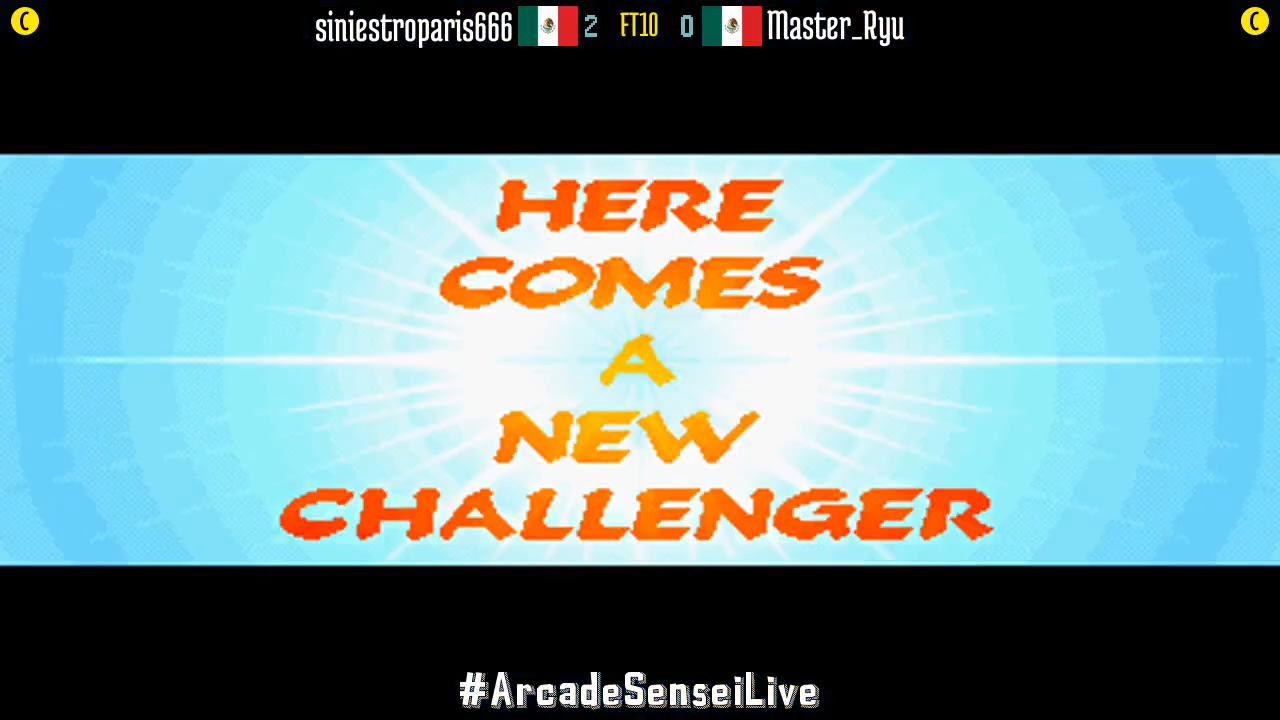 C siniestroparis666 2 FT10 0 Master_Ryu C
HERE
COMES
A
NEW
CHALLENGER
#ArcadeSenseiLive